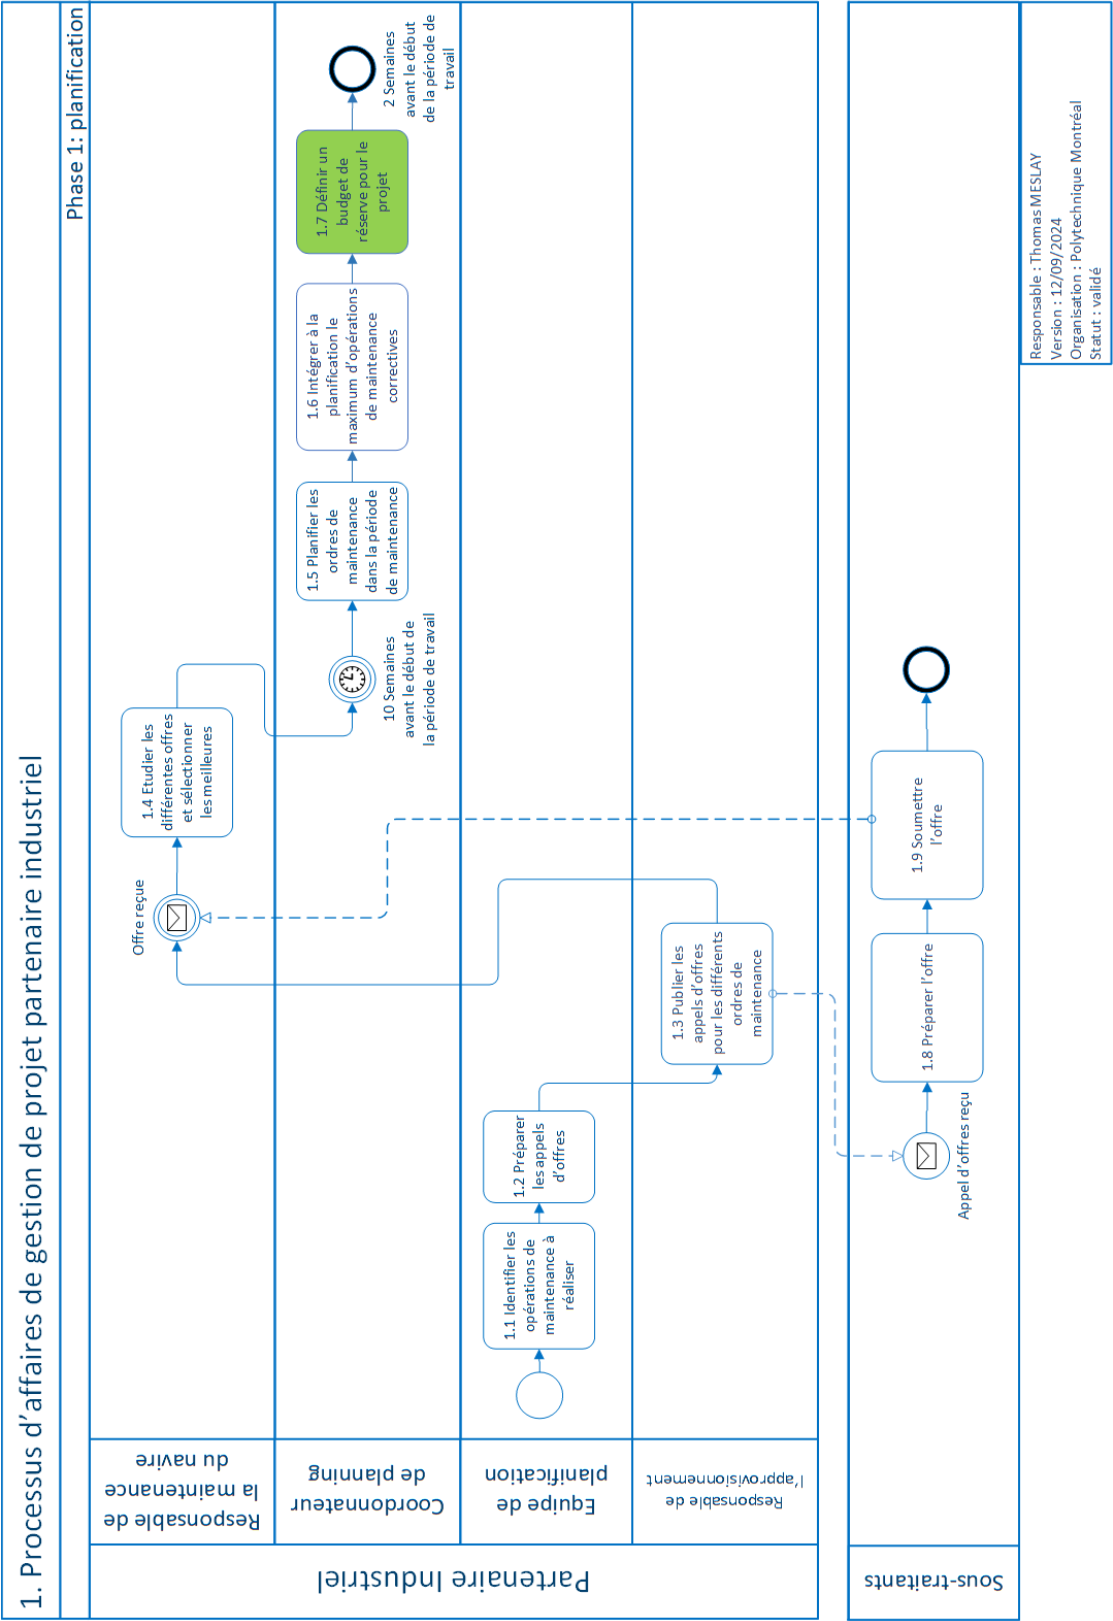 1. Processus d'affaires de gestion de projet partenaire industriel
Phase 1: planification
Partenaire Industriel
Responsable de
la maintenance
du navire
Offre reçue
1.4 Etudier les
différentes offres
et sélectionner
les meilleures
Coordonnateur
de planning
10 Semaines
avant le début de
la période de travail
1.5 Planifier les
ordres de
maintenance
dans la période
de maintenance
1.6 Intégrer à la
planification le
maximum d'opérations
de maintenance
correctives
1.7 Définir un
budget de
réserve pour le
projet
2 Semaines
avant le début
de la période de
travail
Equipe de
planification
1.1 Identifier les
opérations de
maintenance à
réaliser
1.2 Préparer
les appels
d'offres
Responsable de
l'approvisionnement
1.3 Publier les
appels d'offres
pour les différents
ordres de
maintenance
Sous-traitants
Appel d'offres reçu
1.8 Préparer l'offre
1.9 Soumettre
l'offre
Responsable : Thomas MESLAY
Version : 12/09/2024
Organisation : Polytechnique Montréal
Statut : validé